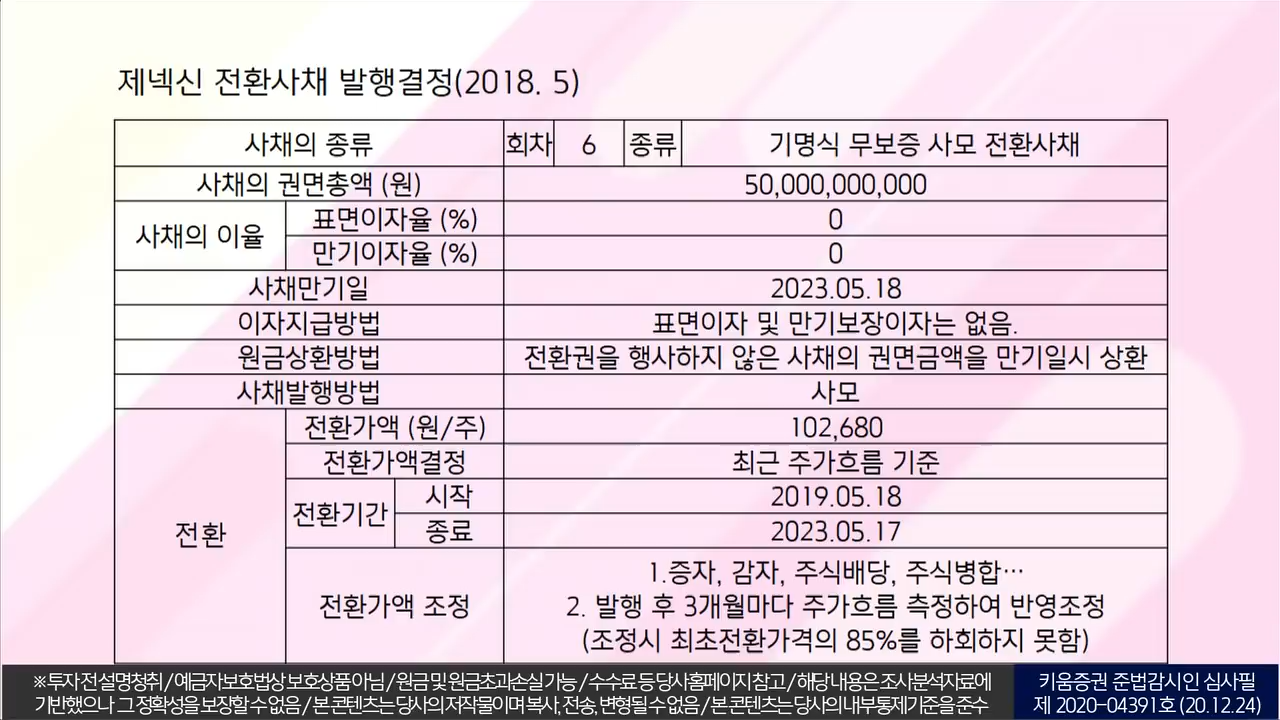 제넥신 전환사채 발행결정(2018. 5)
사채의 종류 회차 6 종류 기명식 무보증 사모 전환사채
사채의 권면총액 (원) 50,000,000,000
사채의 이율 표면이자율 (%) 0
만기이자율 (%) 0
사채만기일 2023.05.18
이자지급방법 표면이자 및 만기보장이자는 없음.
원금상환방법 전환권을 행사하지 않은 사채의 권면금액을 만기일시 상환
사채발행방법 사모
전환 전환가액 (원/주) 102,680
전환가액결정 최근 주가흐름 기준
전환기간 시작 2019.05.18
종료 2023.05.17
전환가액 조정 1.증자, 감자, 주식배당, 주식병합…
2. 발행 후 3개월마다 주가흐름 측정하여 반영조정
(조정시 최초전환가격의 85%를 하회하지 못함)
※ 투자 전 설명청취 / 예금자보호법상 보호상품 아님 / 원금 및 원금초과손실 가능 / 수수료 등 당사홈페이지 참고 / 해당 내용은 조사분석자료에
기반했으나 그 정확성을 보장할 수 없음 / 본 콘텐츠는 당사의 저작물이며 복사, 전송, 변형될 수 없음 / 본 콘텐츠는 당사의 내부통제기준을 준수
키움증권 준법감시인 심사필
제 2020-04391호 (20.12.24)